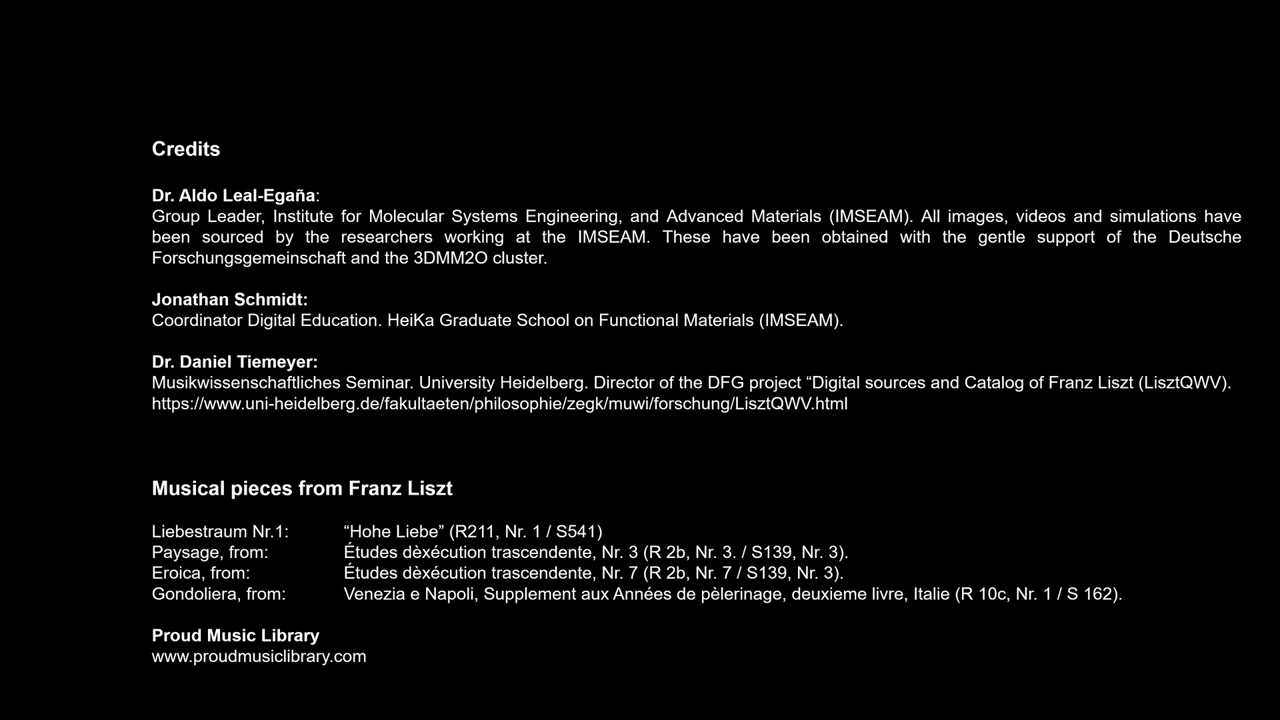 Credits
Dr. Aldo Leal-Egaña:
Group Leader, Institute for Molecular Systems Engineering, and Advanced Materials (IMSEAM). All images, videos and simulations have
been sourced by the researchers working at the IMSEAM. These have been obtained with the gentle support of the Deutsche
Forschungsgemeinschaft and the 3DMM2O cluster.
Jonathan Schmidt:
Coordinator Digital Education. HeiKa Graduate School on Functional Materials (IMSEAM).
Dr. Daniel Tiemeyer:
Musikwissenschaftliches Seminar. University Heidelberg. Director of the DFG project “Digital sources and Catalog of Franz Liszt (LisztQWV).
https://www.uni-heidelberg.de/fakultaeten/philosophie/zegk/muwi/forschung/LisztQWV.html
Musical pieces from Franz Liszt
Liebestraum Nr.1: “Hohe Liebe” (R211, Nr. 1 / S541)
Paysage, from: Études dèxécution trascendente, Nr. 3 (R 2b, Nr. 3. / S139, Nr. 3).
Eroica, from: Études dèxécution trascendente, Nr. 7 (R 2b, Nr. 7 / S139, Nr. 3).
Gondoliera, from: Venezia e Napoli, Supplement aux Années de pèlerinage, deuxieme livre, Italie (R 10c, Nr. 1 / S 162).
Proud Music Library
www.proudmusiclibrary.com